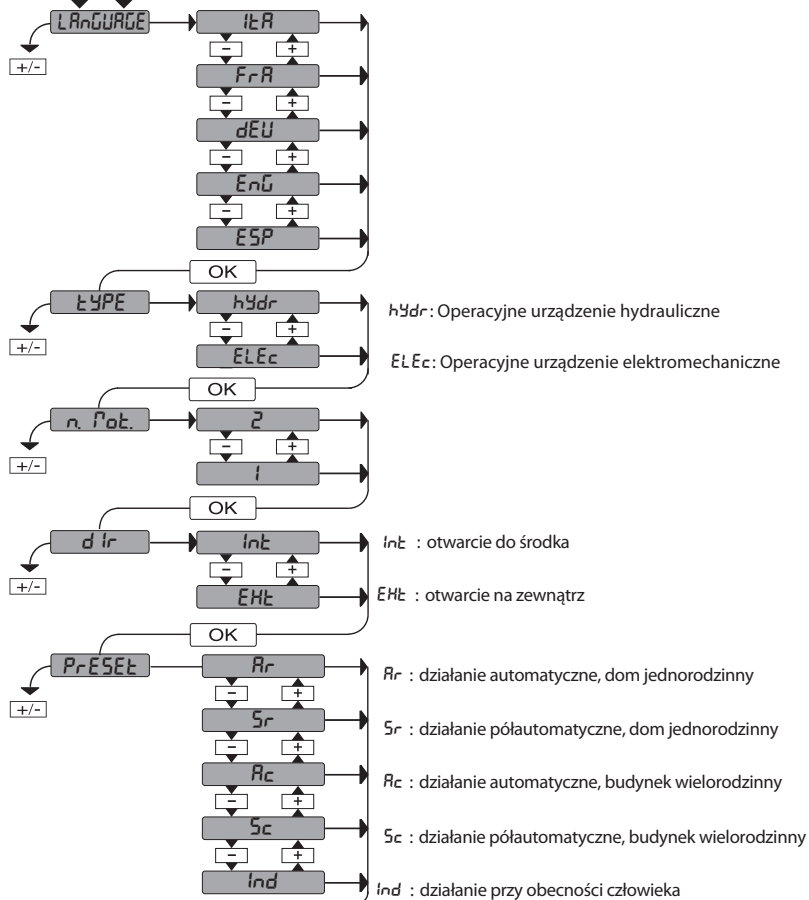 LAnGUAGE ItA
- +
+/-
FrA
- +
dEU
- +
EnG
- +
ESP
OK
tYPE hYdr hYdr: Operacyjne urządzenie hydrauliczne
- +
+/-
ELEc ELEc: Operacyjne urządzenie elektromechaniczne
OK
n. Mot. 2
- +
+/-
1
OK
dIr Int Int : otwarcie do środka
- +
+/-
EHt EHt : otwarcie na zewnątrz
OK
PrESEt Ar Ar : działanie automatyczne, dom jednorodzinny
- +
+/-
Sr Sr : działanie półautomatyczne, dom jednorodzinny
- +
Ac Ac : działanie automatyczne, budynek wielorodzinny
- +
Sc Sc : działanie półautomatyczne, budynek wielorodzinny
- +
Ind Ind : działanie przy obecności człowieka